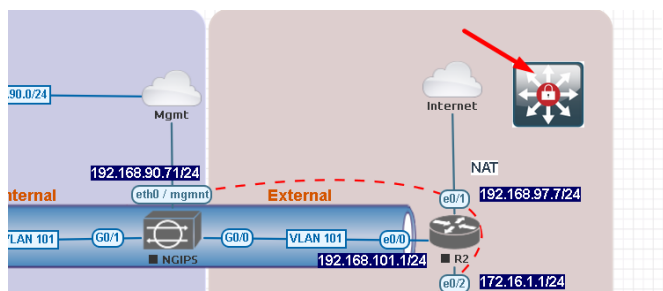 .90.0/24
Mgmt
Internet
192.168.90.71/24
NAT
nternal
eth0 / mgmnt
External
e0/1
192.168.97.7/24
VLAN 101
G0/1
G0/0
VLAN 101
e0/0
192.168.101.1/24
NGIPS
R2
e0/2
172.16.1.1/24